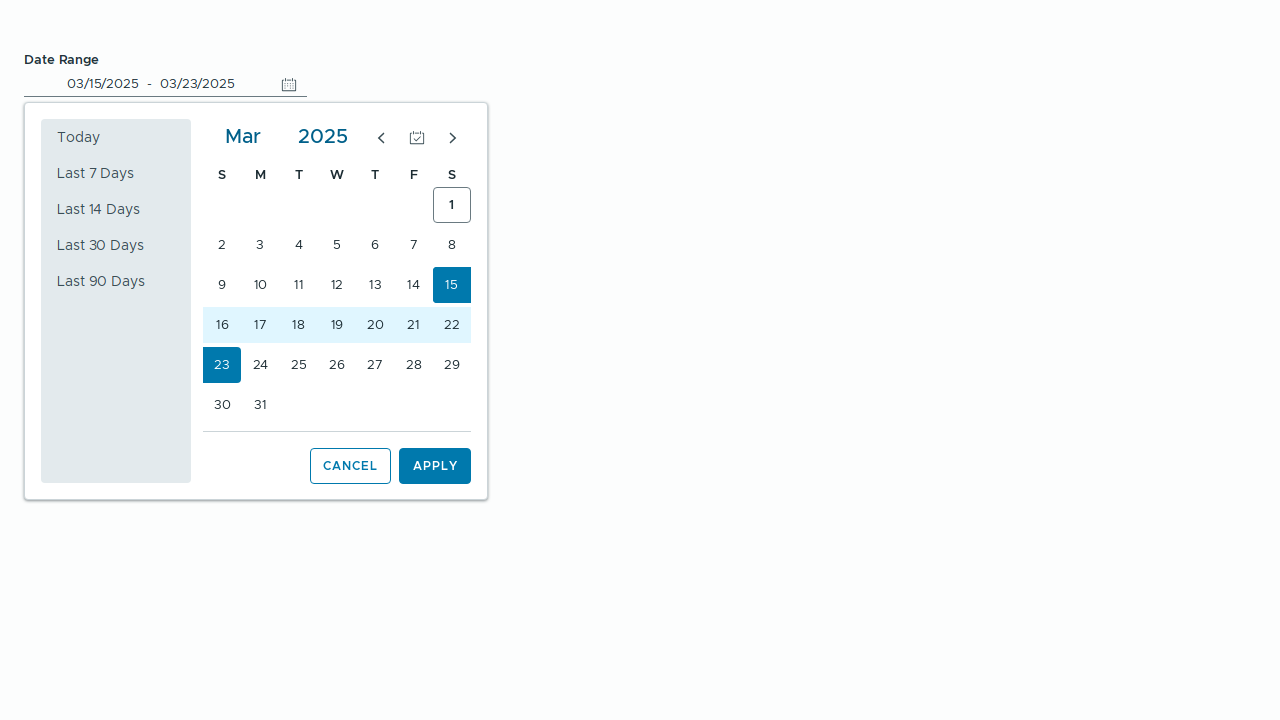 Date Range
03/15/2025 - 03/23/2025
Today
Last 7 Days
Last 14 Days
Last 30 Days
Last 90 Days
Mar 2025
S M T W T F S
1
2 3 4 5 6 7 8
9 10 11 12 13 14 15
16 17 18 19 20 21 22
23 24 25 26 27 28 29
30 31
CANCEL APPLY